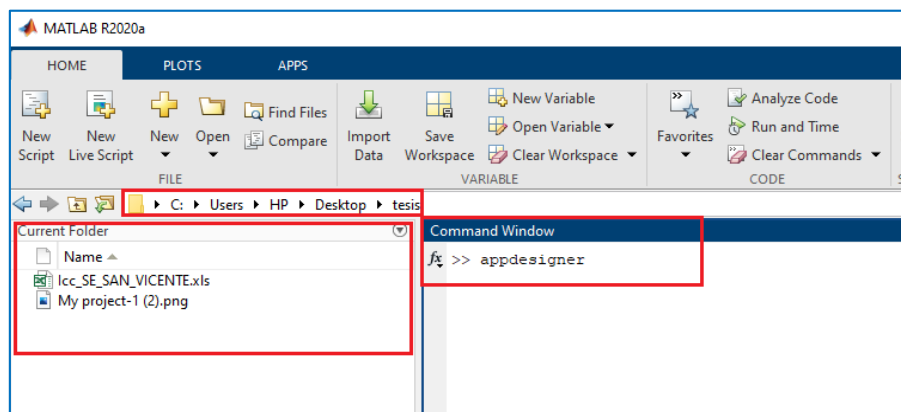 MATLAB R2020a
HOME PLOTS APPS
New Script
New Live Script
New
Open
Find Files
Compare
Import Data
Save Workspace
New Variable
Open Variable
Clear Workspace
Favorites
Analyze Code
Run and Time
Clear Commands
FILE VARIABLE CODE
C: Users HP Desktop tesis
Current Folder
Name
Icc_SE_SAN_VICENTE.xls
My project-1 (2).png
Command Window
fx >> appdesigner